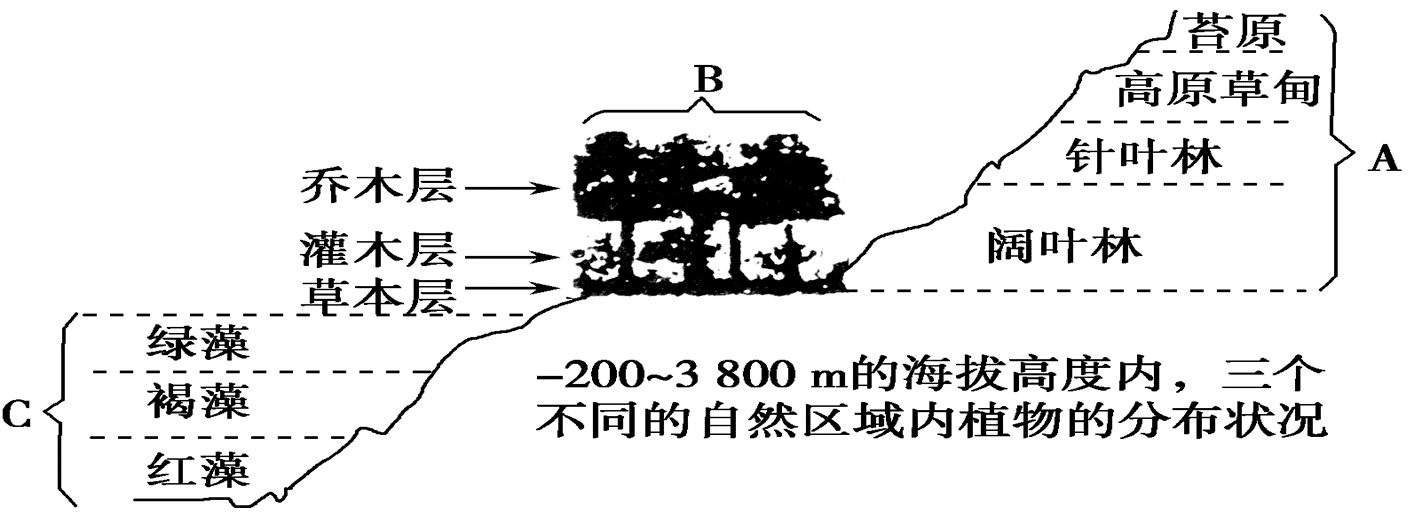 苔原
高原草甸
针叶林
阔叶林
A
B
乔木层
灌木层
草本层
绿藻
褐藻
红藻
C
–200~3 800 m的海拔高度内，三个
不同的自然区域内植物的分布状况